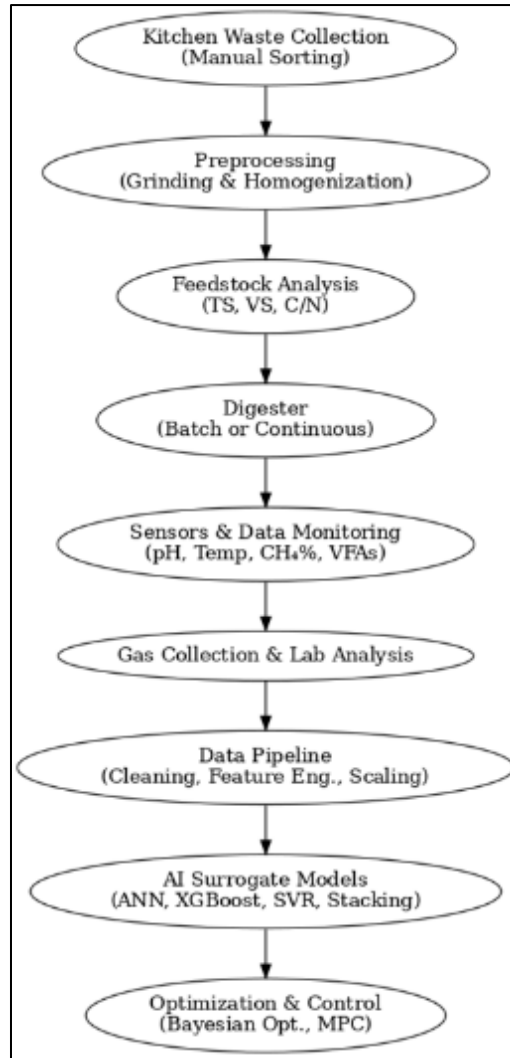 Kitchen Waste Collection
(Manual Sorting)
Preprocessing
(Grinding & Homogenization)
Feedstock Analysis
(TS, VS, C/N)
Digester
(Batch or Continuous)
Sensors & Data Monitoring
(pH, Temp, CH₄%, VFAs)
Gas Collection & Lab Analysis
Data Pipeline
(Cleaning, Feature Eng., Scaling)
AI Surrogate Models
(ANN, XGBoost, SVR, Stacking)
Optimization & Control
(Bayesian Opt., MPC)